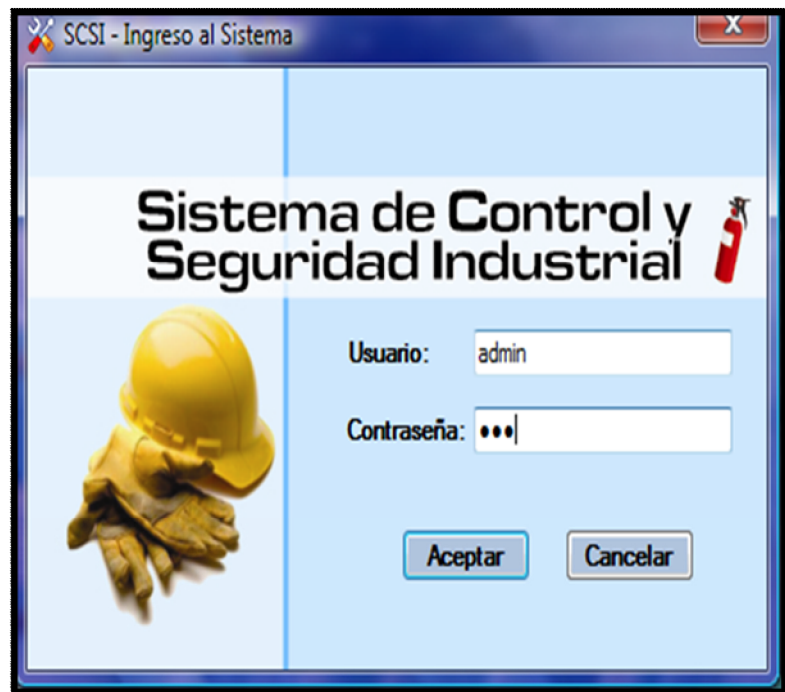 SCSI - Ingreso al Sistema
Sistema de Control y
Seguridad Industrial
Usuario: admin
Contraseña: •••
Aceptar Cancelar